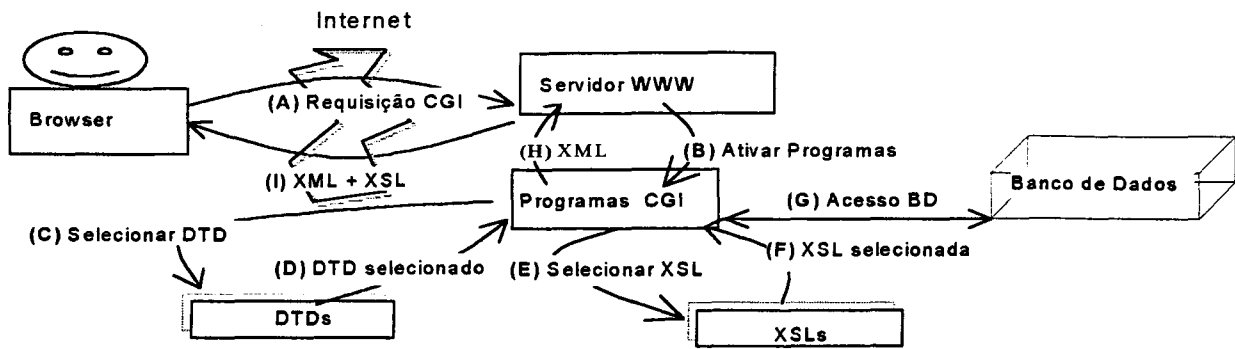 Internet
Servidor WWW
(A) Requisição CGI
Browser
(H) XML
(B) Ativar Programas
(I) XML + XSL
Programas CGI
(G) Acesso BD
Banco de Dados
(C) Selecionar DTD
(D) DTD selecionado
(E) Selecionar XSL
(F) XSL selecionada
DTDs
XSLs